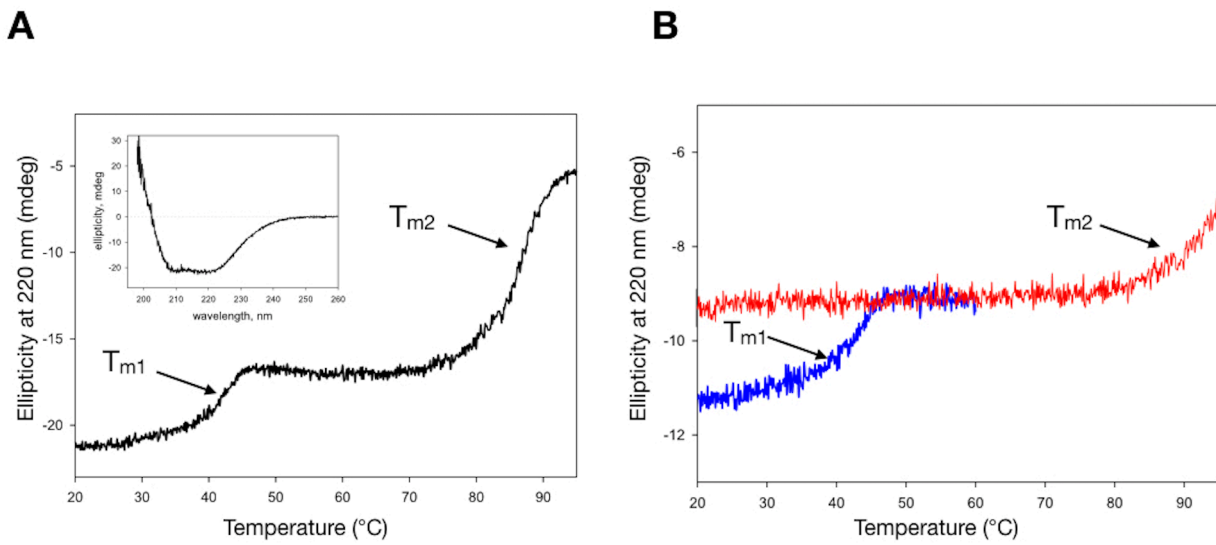 A
B
Ellipticity at 220 nm (mdeg)
-5
-10
-15
-20
20 30 40 50 60 70 80 90
Temperature (°C)
Tm1
Tm2
ellipticity, mdeg
30
20
10
0
-10
-20
200 210 220 230 240 250 260
wavelength, nm
Ellipticity at 220 nm (mdeg)
-6
-8
-10
-12
20 30 40 50 60 70 80 90
Temperature (°C)
Tm1
Tm2